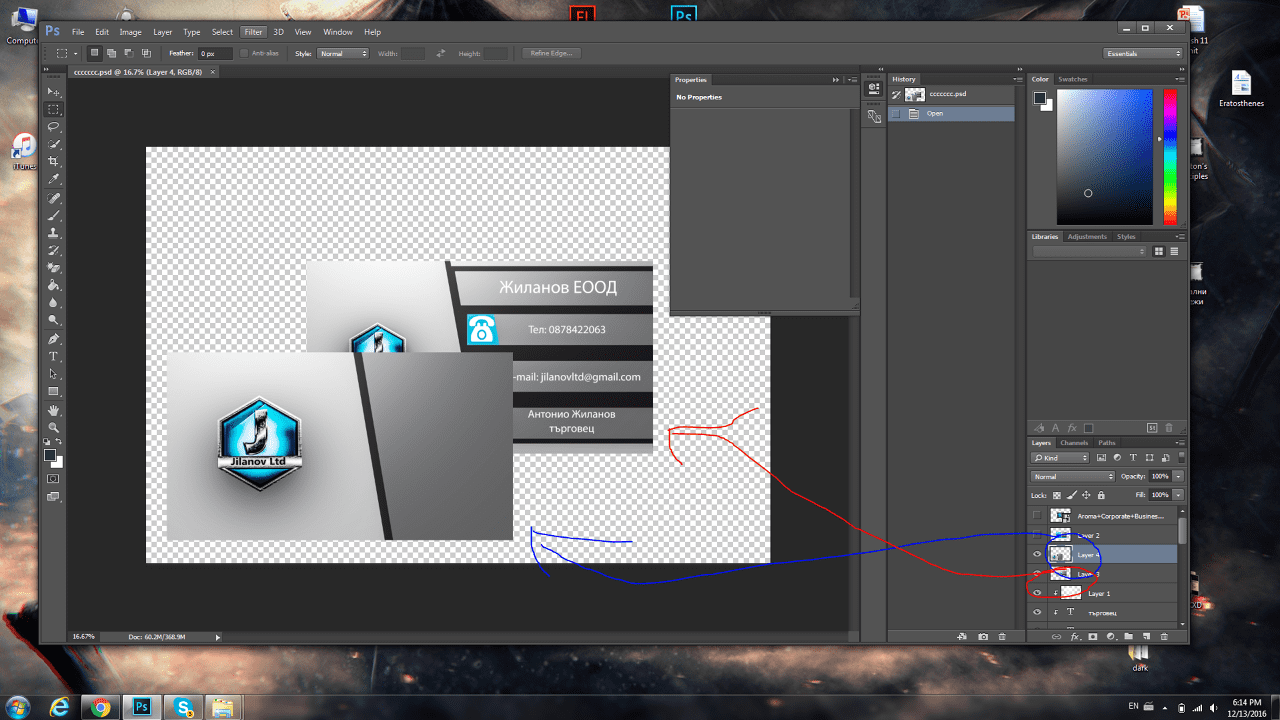 Ps
Comput
Ps File Edit Image Layer Type Select Filter 3D View Window Help
Feather: 0 px Anti-alias Style: Normal Width: Height: Refine Edge... Essentials
ccccccc.psd @ 16.7% (Layer 4, RGB/8) ×
Properties
No Properties
History
ccccccc.psd
Open
Color Swatches
Eratosthenes
iTunes
Libraries Adjustments Styles
Жиланов ЕООД
Тел: 0878422063
-mail: jilanovltd@gmail.com
Антонио Жиланов
търговец
J
Jilanov Ltd
Layers Channels Paths
Kind
Normal Opacity: 100%
Lock: Fill: 100%
Aroma+Corporate+Busines...
Layer 2
Layer 4
Layer 3
Layer 1
търговец
16.67% Doc: 60.2M/368.9M
dark
EN 6:14 PM
12/13/2016